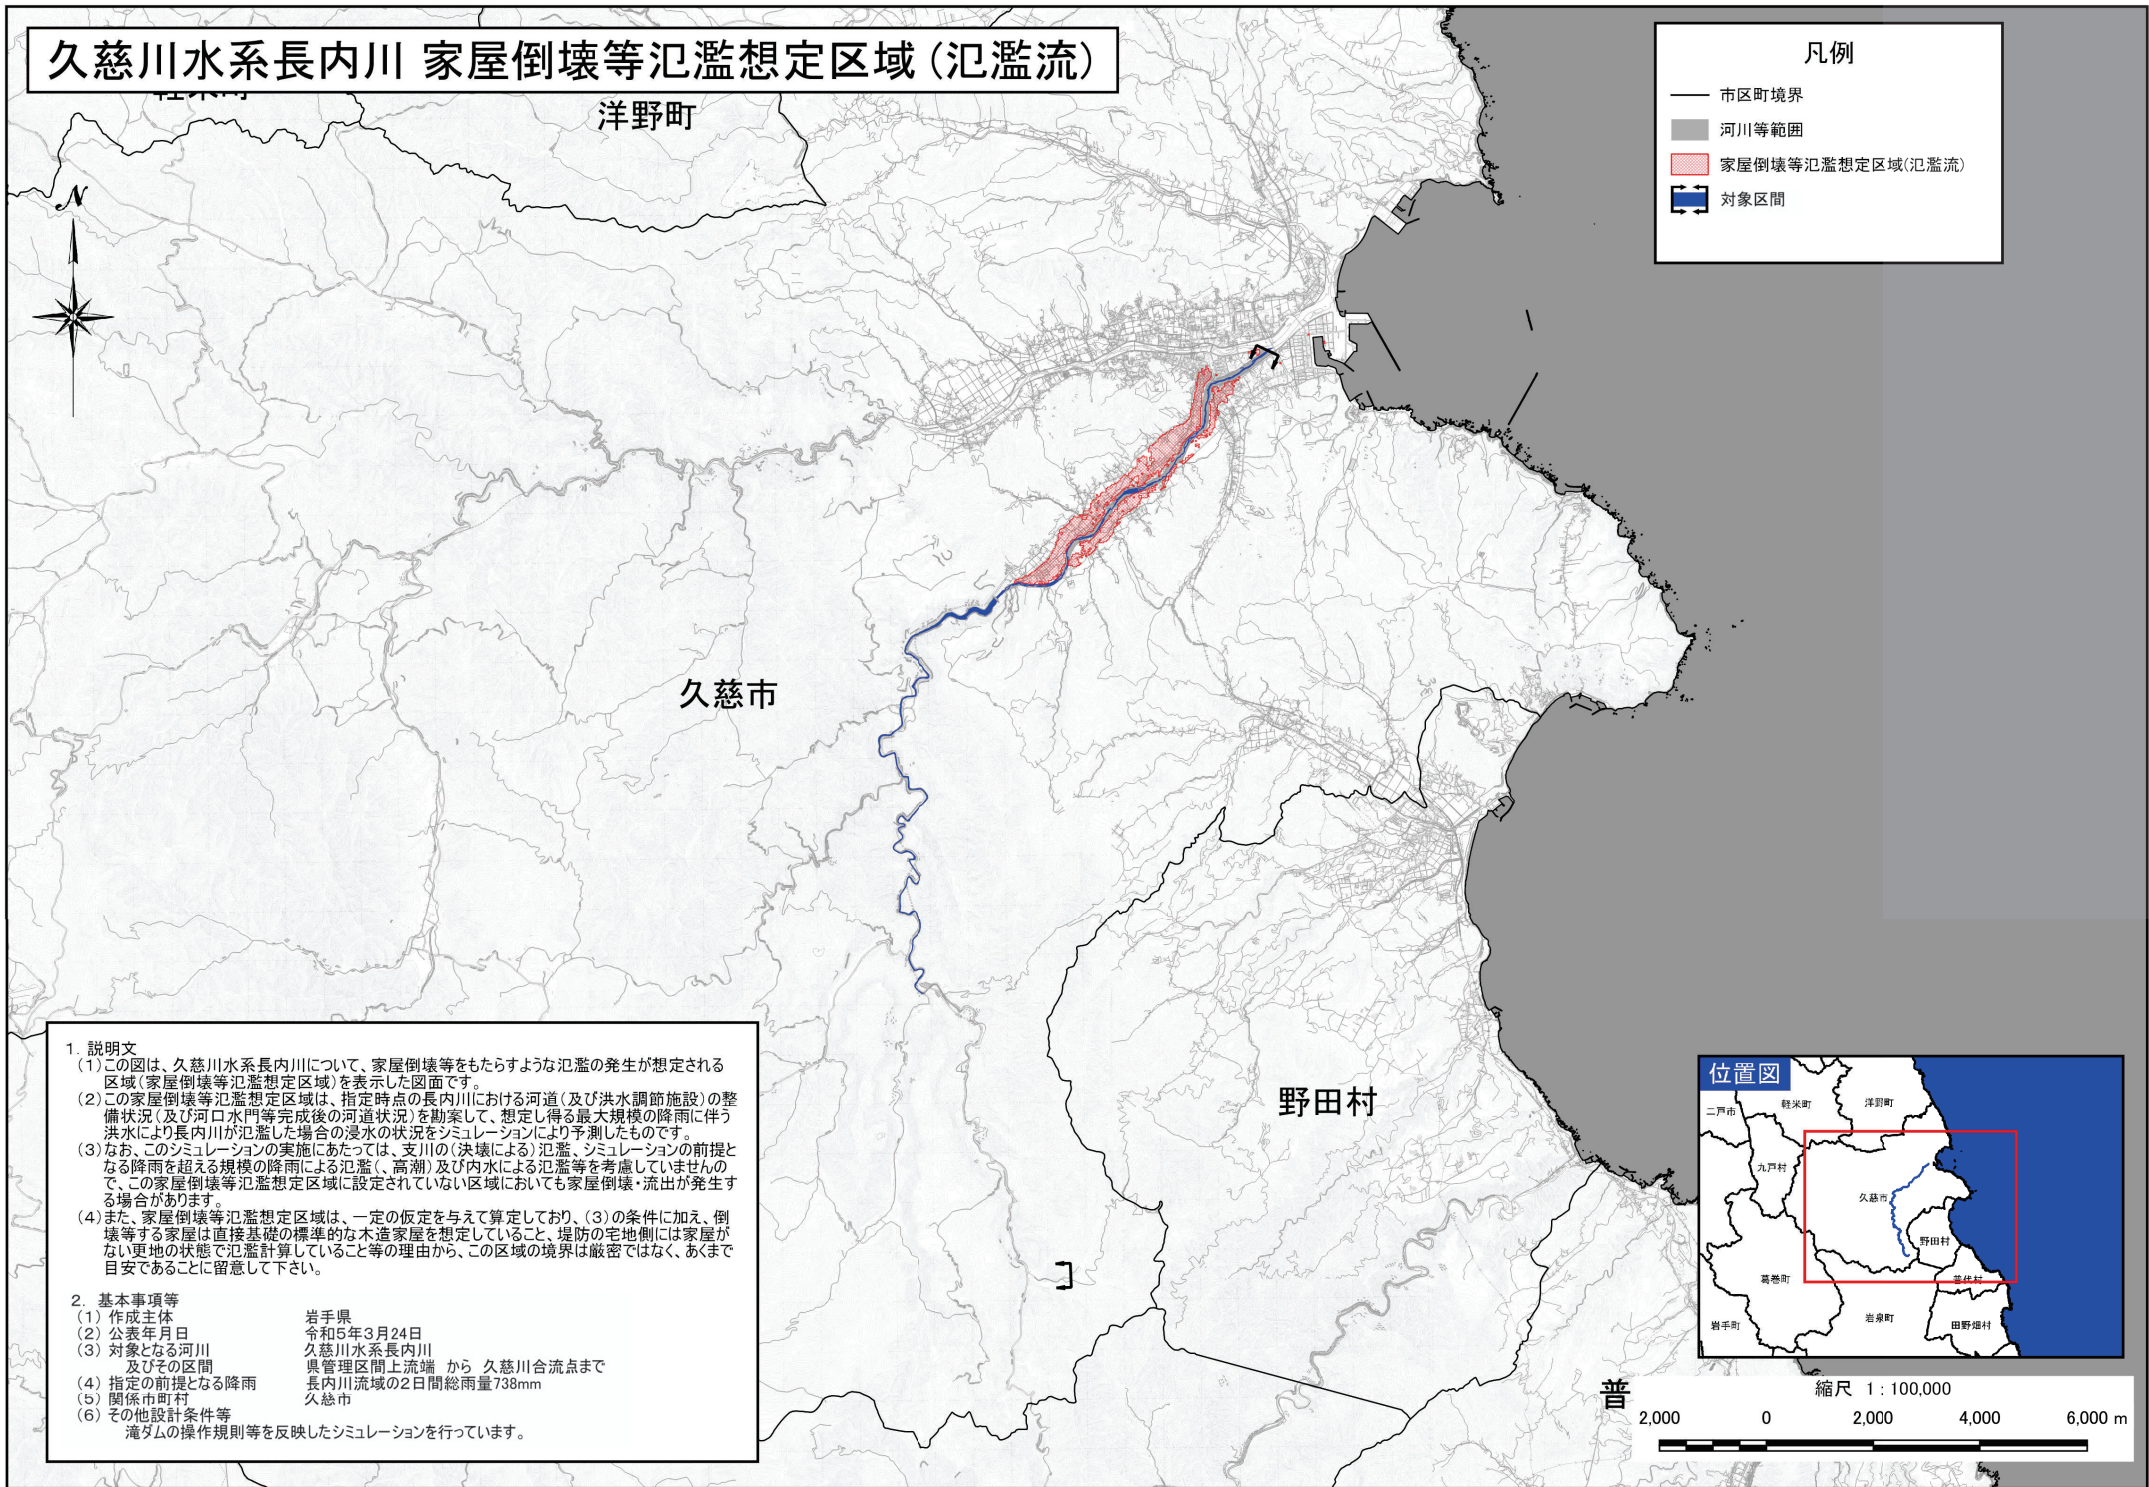 久慈川水系長内川 家屋倒壊等氾濫想定区域(氾濫流)
洋野町
N
凡例
市区町境界
河川等範囲
家屋倒壊等氾濫想定区域(氾濫流)
対象区間
久慈市
野田村
普
1. 説明文
(1)この図は、久慈川水系長内川について、家屋倒壊等をもたらすような氾濫の発生が想定される
区域(家屋倒壊等氾濫想定区域)を表示した図面です。
(2)この家屋倒壊等氾濫想定区域は、指定時点の長内川における河道(及び洪水調節施設)の整
備状況(及び河口水門等完成後の河道状況)を勘案して、想定し得る最大規模の降雨に伴う
洪水により長内川が氾濫した場合の浸水の状況をシミュレーションにより予測したものです。
(3)なお、このシミュレーションの実施にあたっては、支川の(決壊による)氾濫、シミュレーションの前提と
なる降雨を超える規模の降雨による氾濫(、高潮)及び内水による氾濫等を考慮していませんの
で、この家屋倒壊等氾濫想定区域に設定されていない区域においても家屋倒壊・流出が発生す
る場合があります。
(4)また、家屋倒壊等氾濫想定区域は、一定の仮定を与えて算定しており、(3)の条件に加え、倒
壊等する家屋は直接基礎の標準的な木造家屋を想定していること、堤防の宅地側には家屋が
ない更地の状態で氾濫計算していること等の理由から、この区域の境界は厳密ではなく、あくまで
目安であることに留意して下さい。
2. 基本事項等
(1) 作成主体 岩手県
(2) 公表年月日 令和5年3月24日
(3) 対象となる河川 久慈川水系長内川
及びその区間 県管理区間上流端 から 久慈川合流点まで
(4) 指定の前提となる降雨 長内川流域の2日間総雨量738mm
(5) 関係市町村 久慈市
(6) その他設計条件等
滝ダムの操作規則等を反映したシミュレーションを行っています。
位置図
二戸市
軽米町
洋野町
九戸村
久慈市
野田村
葛巻町
普代村
岩手町
岩泉町
田野畑村
縮尺 1:100,000
2,000 0 2,000 4,000 6,000 m